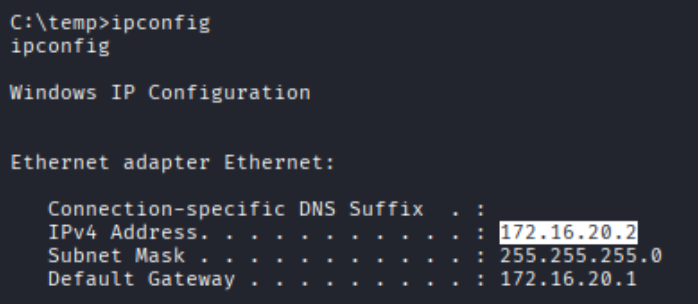 C:\temp>ipconfig
ipconfig
Windows IP Configuration
Ethernet adapter Ethernet:
Connection-specific DNS Suffix  . :
IPv4 Address. . . . . . . . . . . : 172.16.20.2
Subnet Mask . . . . . . . . . . . : 255.255.255.0
Default Gateway . . . . . . . . . : 172.16.20.1